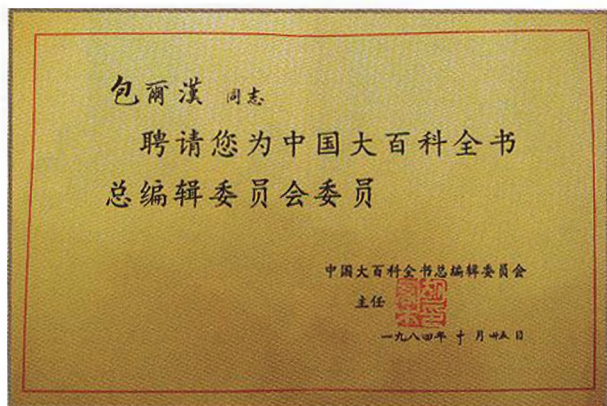 包爾漢 同志
聘请您为中国大百科全书
总编辑委员会委员
中国大百科全书总编辑委员会
主任
一九八四年 十 月 廿五 日